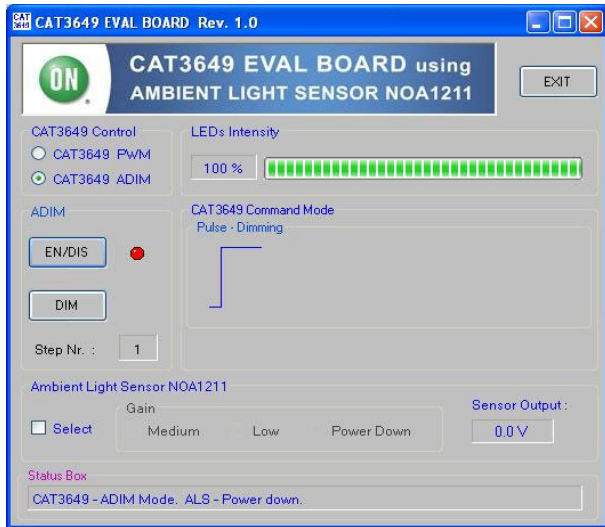 CAT3649 EVAL BOARD Rev. 1.0
ON
CAT3649 EVAL BOARD using
AMBIENT LIGHT SENSOR NOA1211
EXIT
CAT3649 Control
CAT3649 PWM
CAT3649 ADIM
LEDs Intensity
100 %
ADIM
EN/DIS
DIM
Step Nr. : 1
CAT3649 Command Mode
Pulse - Dimming
Ambient Light Sensor NOA1211
Select
Gain
Medium Low Power Down
Sensor Output :
0.0 V
Status Box
CAT3649 - ADIM Mode. ALS - Power down.